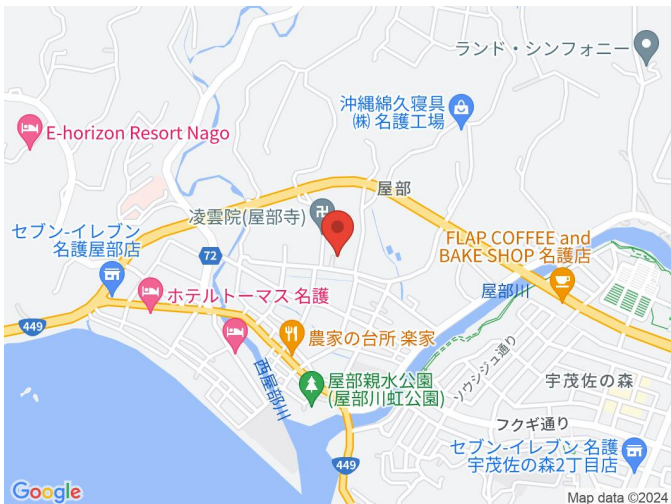 ランド・シンフォニー
沖縄綿久寝具
㈱ 名護工場
E-horizon Resort Nago
屋部
凌雲院(屋部寺)
セブン-イレブン
名護屋部店
72
FLAP COFFEE and
BAKE SHOP 名護店
屋部川
ホテルトーマス 名護
449
農家の台所 楽家
西屋部川
ソウシジュ通り
屋部親水公園
(屋部川虹公園)
宇茂佐の森
フクギ通り
セブン-イレブン 名護
宇茂佐の森2丁目店
449
Google
Map data ©2024